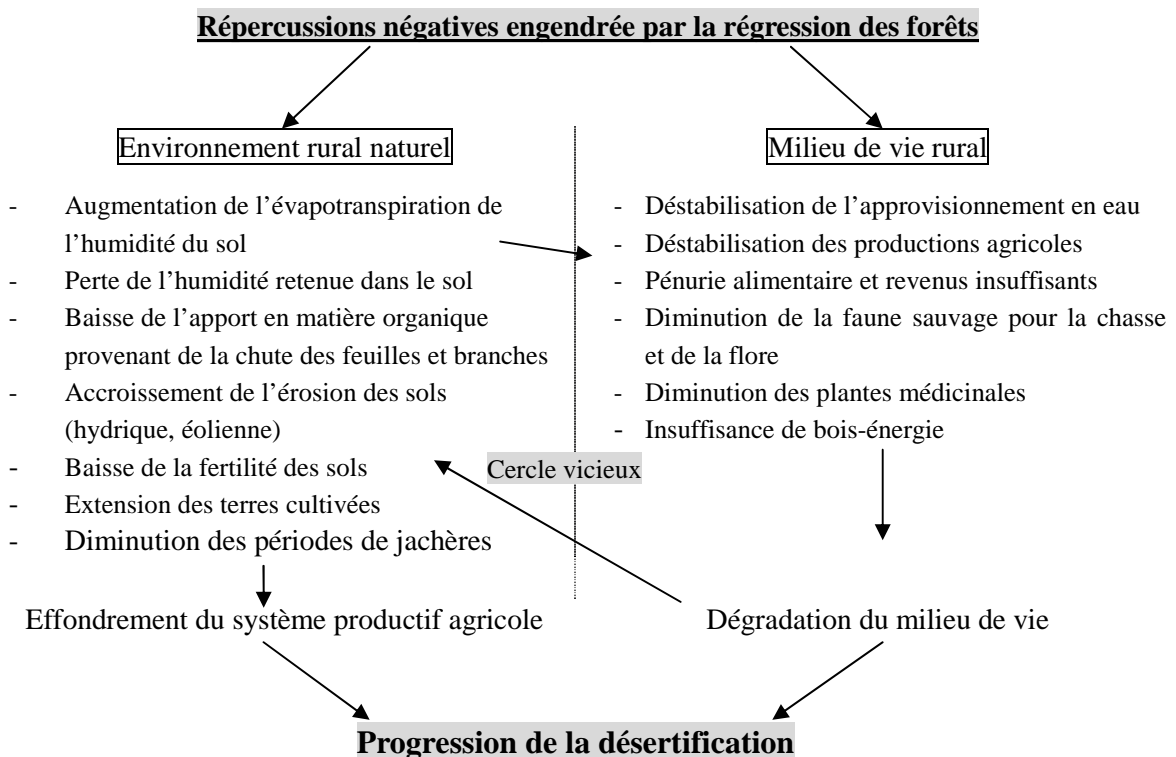 Répercussions négatives engendrée par la régression des forêts
Environnement rural naturel
- Augmentation de l’évapotranspiration de
l’humidité du sol
- Perte de l’humidité retenue dans le sol
- Baisse de l’apport en matière organique
provenant de la chute des feuilles et branches
- Accroissement de l’érosion des sols
(hydrique, éolienne)
- Baisse de la fertilité des sols
- Extension des terres cultivées
- Diminution des périodes de jachères
Effondrement du système productif agricole
Milieu de vie rural
- Déstabilisation de l’approvisionnement en eau
- Déstabilisation des productions agricoles
- Pénurie alimentaire et revenus insuffisants
- Diminution de la faune sauvage pour la chasse
et de la flore
- Diminution des plantes médicinales
- Insuffisance de bois-énergie
Cercle vicieux
Dégradation du milieu de vie
Progression de la désertification